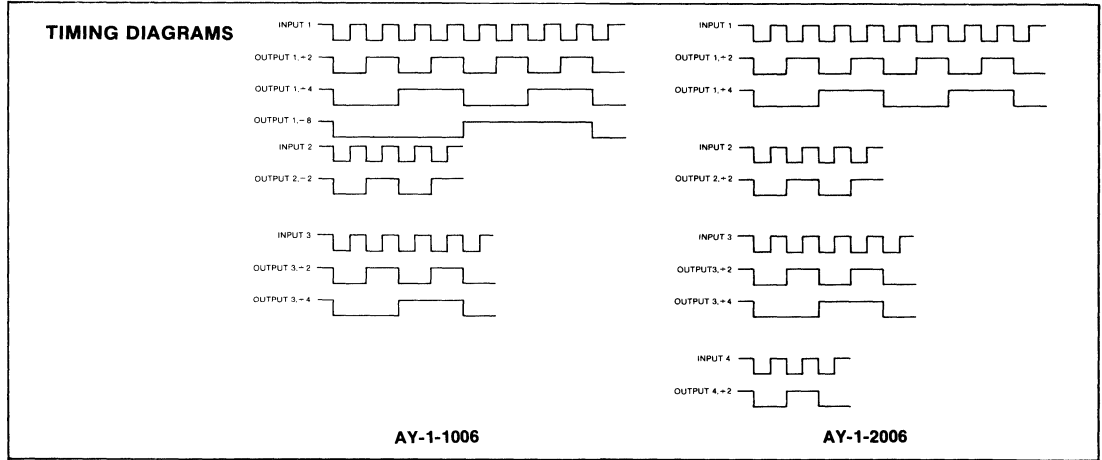 TIMING DIAGRAMS
INPUT 1
OUTPUT 1,÷2
OUTPUT 1,÷4
OUTPUT 1,−8
INPUT 2
OUTPUT 2,−2
INPUT 3
OUTPUT 3,÷2
OUTPUT 3,÷4
AY-1-1006
INPUT 1
OUTPUT 1,÷2
OUTPUT 1,÷4
INPUT 2
OUTPUT 2,÷2
INPUT 3
OUTPUT3,÷2
OUTPUT 3,÷4
INPUT 4
OUTPUT 4,÷2
AY-1-2006